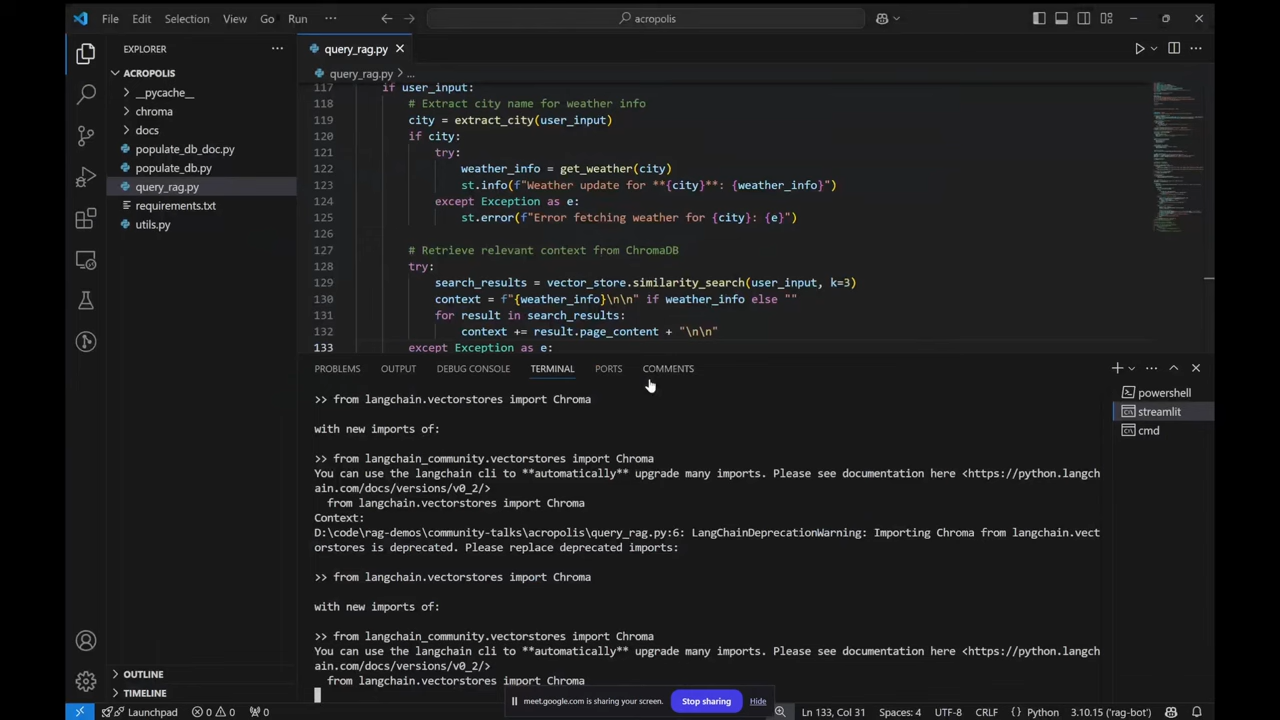 File Edit Selection View Go Run ··· acropolis
EXPLORER ···
ACROPOLIS
__pycache__
chroma
docs
populate_db_doc.py
populate_db.py
query_rag.py
requirements.txt
utils.py
OUTLINE
TIMELINE
query_rag.py
query_rag.py > ...
117 if user_input:
118 # Extract city name for weather info
119 city = extract_city(user_input)
120 if city:
121 try:
122 weather_info = get_weather(city)
123 st.info(f"Weather update for **{city}**: {weather_info}")
124 except Exception as e:
125 st.error(f"Error fetching weather for {city}: {e}")
126
127 # Retrieve relevant context from ChromaDB
128 try:
129 search_results = vector_store.similarity_search(user_input, k=3)
130 context = f"{weather_info}\n\n" if weather_info else ""
131 for result in search_results:
132 context += result.page_content + "\n\n"
133 except Exception as e:
PROBLEMS OUTPUT DEBUG CONSOLE TERMINAL PORTS COMMENTS
>> from langchain.vectorstores import Chroma
with new imports of:
>> from langchain_community.vectorstores import Chroma
You can use the langchain cli to **automatically** upgrade many imports. Please see documentation here <https://python.langch
ain.com/docs/versions/v0_2/>
from langchain.vectorstores import Chroma
Context:
D:\code\rag-demos\community-talks\acropolis\query_rag.py:6: LangChainDeprecationWarning: Importing Chroma from langchain.vect
orstores is deprecated. Please replace deprecated imports:
>> from langchain.vectorstores import Chroma
with new imports of:
>> from langchain_community.vectorstores import Chroma
You can use the langchain cli to **automatically** upgrade many imports. Please see documentation here <https://python.langch
ain.com/docs/versions/v0_2/>
from langchain.vectorstores import Chroma
powershell
streamlit
cmd
meet.google.com is sharing your screen. Stop sharing Hide
Launchpad 0 0 0 Ln 133, Col 31 Spaces: 4 UTF-8 CRLF {} Python 3.10.15 ('rag-bot')